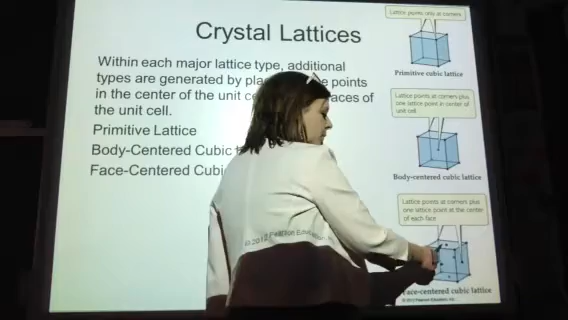 Crystal Lattices
Within each major lattice type, additional
types are generated by pla e points
in the center of the unit c aces of
the unit cell.
Primitive Lattice
Body-Centered Cubic
Face-Centered Cubi
Lattice points only at corners
Primitive cubic lattice
Lattice points at corners plus
one lattice point in center of
unit cell
Body-centered cubic lattice
Lattice points at corners plus
one lattice point at the center
of each face
Face-centered cubic lattice
© 2012 Pearson Education, Inc.
© 2012 Pearson Education,